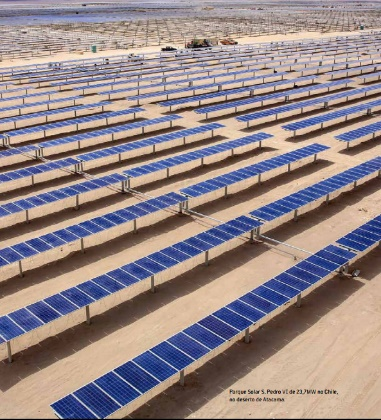 Parque Solar S. Pedro VI de 23,7MW no Chile,
no deserto de Atacama